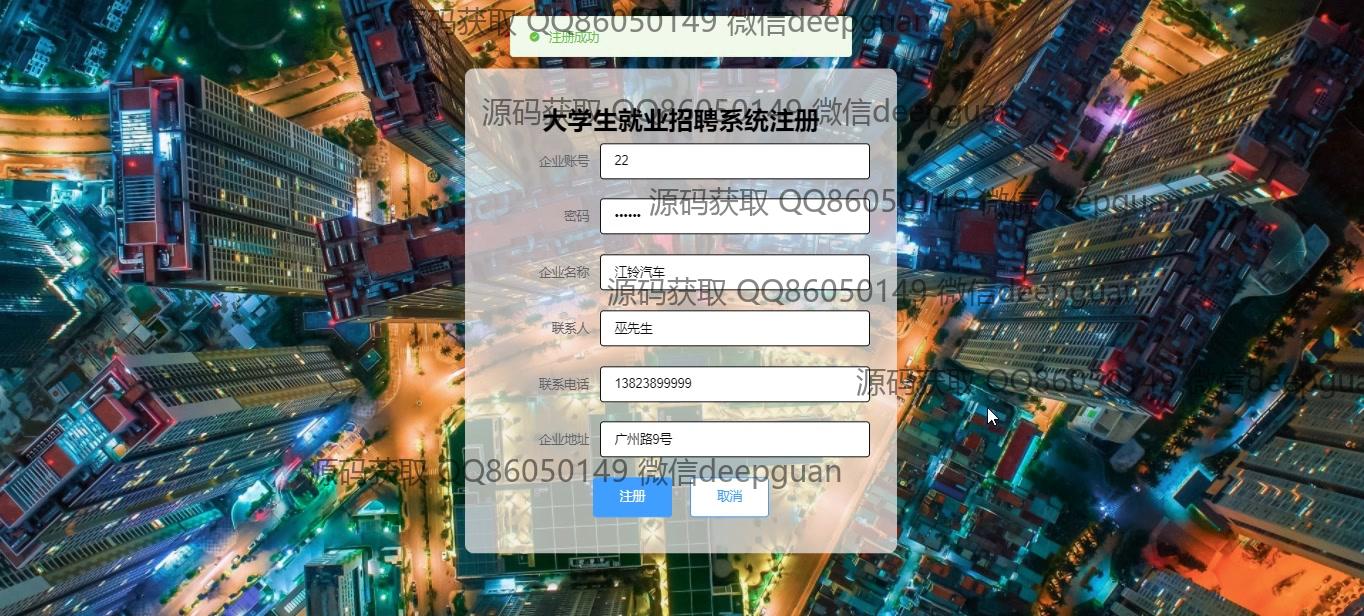 源码获取 QQ86050149 微信deepguan
注册成功
源码获取 QQ86050149 微信deepguan
大学生就业招聘系统注册
企业账号 22
密码 ••••••
源码获取 QQ86050149 微信deepguan
企业名称 江铃汽车
源码获取 QQ86050149 微信deepguan
联系人 巫先生
联系电话 13823899999
源码获取 QQ86050149 微信deepgua
企业地址 广州路9号
源码获取 QQ86050149 微信deepguan
注册 取消